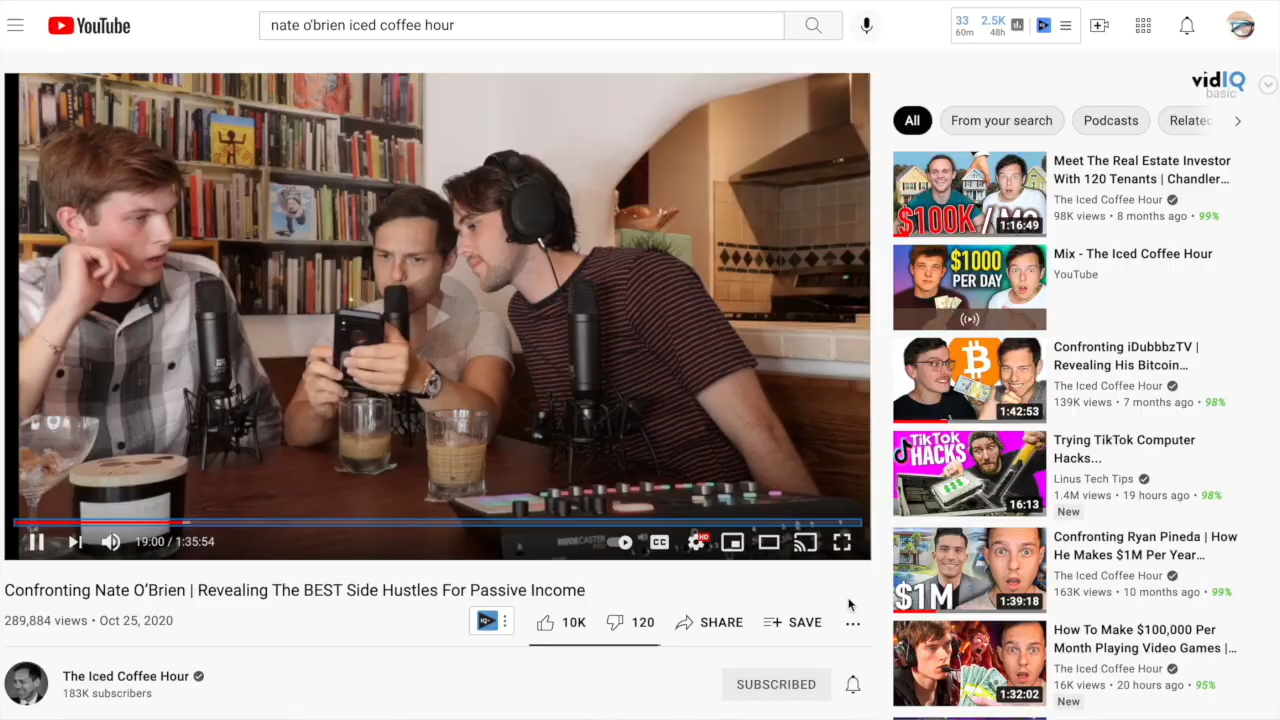 YouTube
nate o'brien iced coffee hour
33
60m
2.5K
48h
vidIQ
basic
All
From your search
Podcasts
Related
$100K/MO
1:16:49
Meet The Real Estate Investor
With 120 Tenants | Chandler...
The Iced Coffee Hour
98K views • 8 months ago • 99%
$1000
PER DAY
Mix - The Iced Coffee Hour
YouTube
1:42:53
Confronting iDubbbzTV |
Revealing His Bitcoin...
The Iced Coffee Hour
139K views • 7 months ago • 98%
TIKTOK
HACKS
16:13
Trying TikTok Computer
Hacks...
Linus Tech Tips
1.4M views • 19 hours ago • 98%
New
$1M
1:39:18
Confronting Ryan Pineda | How
He Makes $1M Per Year...
The Iced Coffee Hour
163K views • 10 months ago • 99%
1:32:02
How To Make $100,000 Per
Month Playing Video Games |...
The Iced Coffee Hour
16K views • 20 hours ago • 95%
New
19:00 / 1:35:54
CC
HD
Confronting Nate O'Brien | Revealing The BEST Side Hustles For Passive Income
289,884 views • Oct 25, 2020
IQ
10K
120
SHARE
SAVE
The Iced Coffee Hour
183K subscribers
SUBSCRIBED